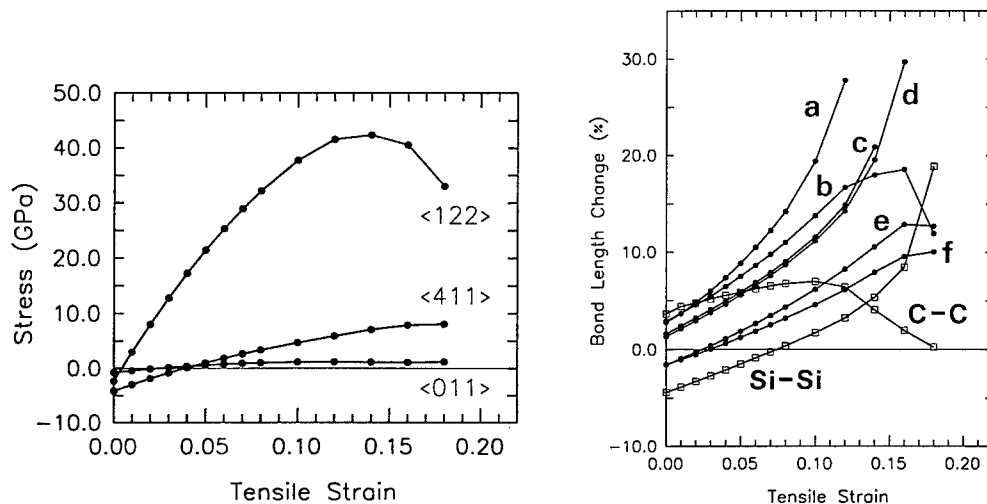 50.0
40.0
30.0
20.0
10.0
0.0
−10.0
0.00 0.05 0.10 0.15 0.20
Stress (GPa)
Tensile Strain
<122>
<411>
<011>
30.0
20.0
10.0
0.0
−10.0
0.00 0.05 0.10 0.15 0.20
Bond Length Change (%)
Tensile Strain
a
d
c
b
e
f
C−C
Si−Si